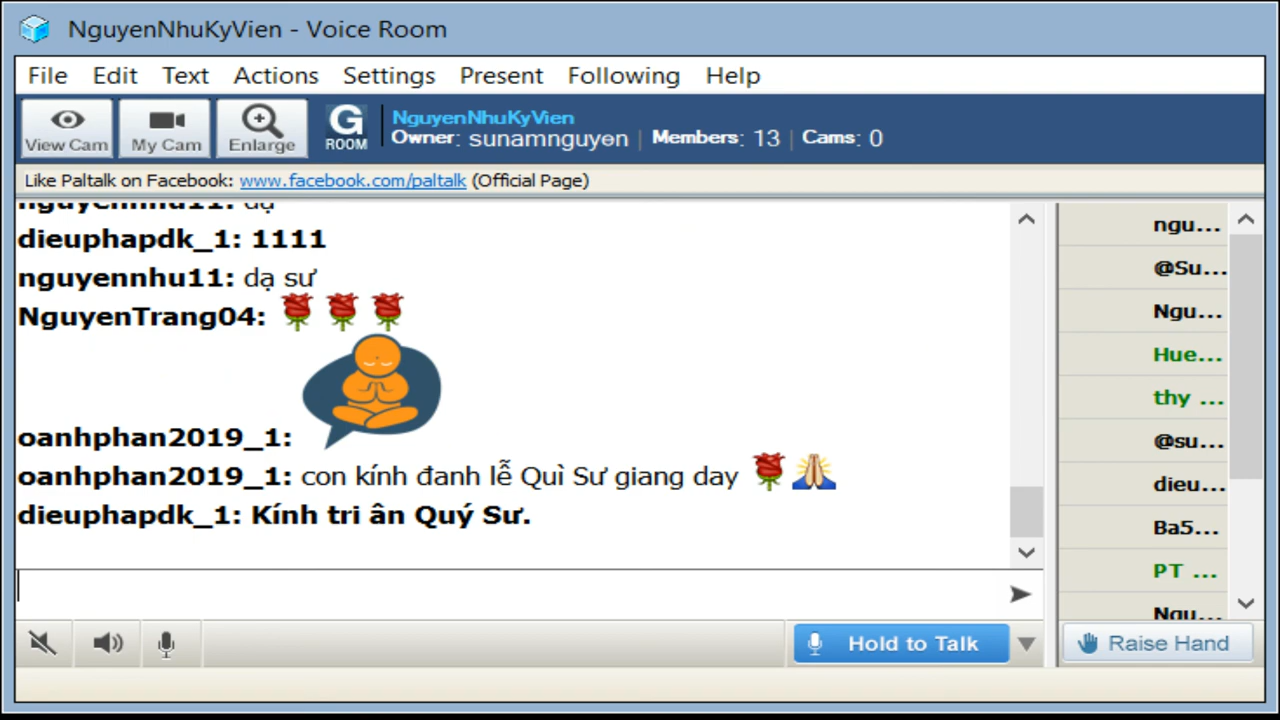 NguyenNhuKyVien - Voice Room
File Edit Text Actions Settings Present Following Help
View Cam My Cam Enlarge G ROOM
NguyenNhuKyVien
Owner: sunamnguyen | Members: 13 | Cams: 0
Like Paltalk on Facebook: www.facebook.com/paltalk (Official Page)
nguyennhu11: dạ
dieuphapdk_1: 1111
nguyennhu11: dạ sư
NguyenTrang04:
oanhphan2019_1:
oanhphan2019_1: con kính đanh lễ Quì Sư giang day
dieuphapdk_1: Kính tri ân Quý Sư.
ngu...
@Su...
Ngu...
Hue...
thy ...
@su...
dieu...
Ba5...
PT ...
Ngu...
Hold to Talk
Raise Hand